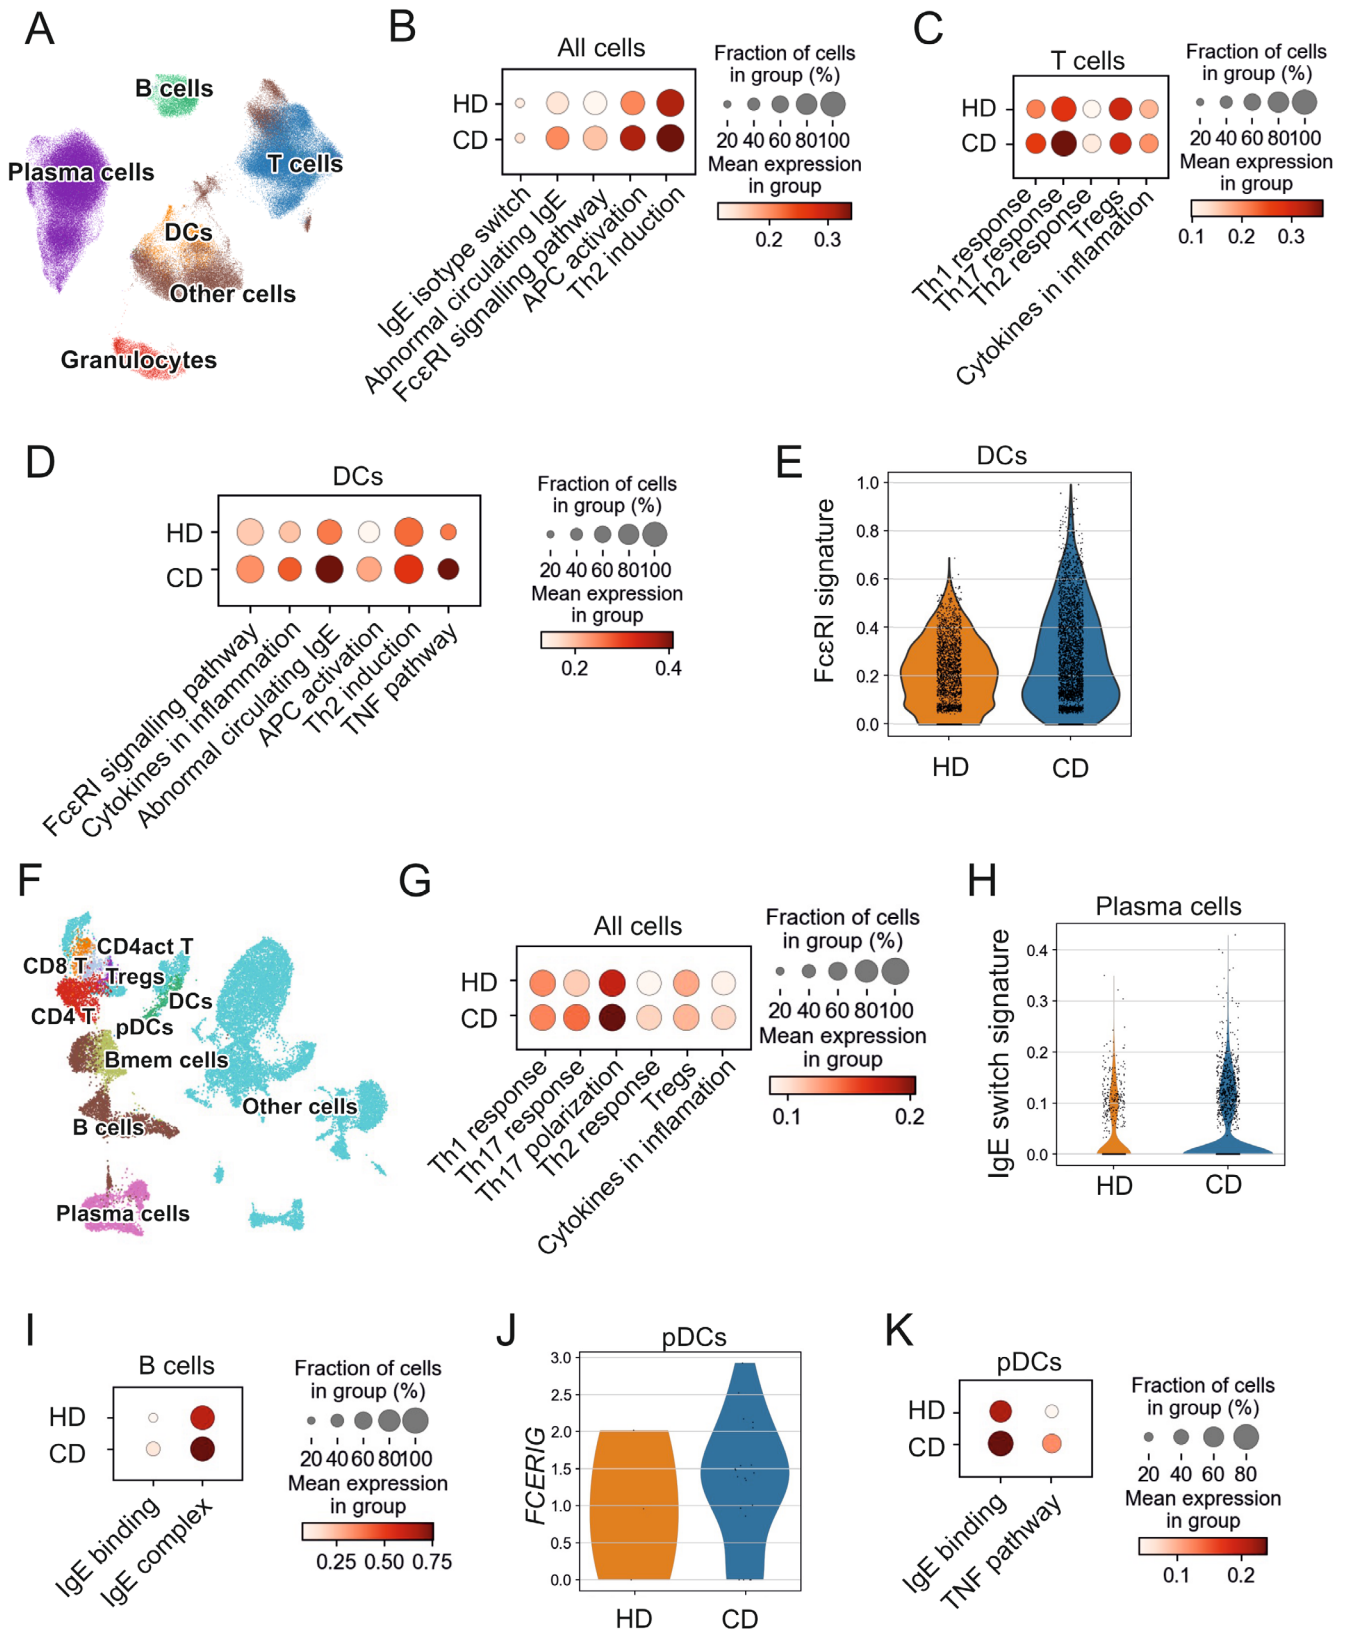 A
B cells
Plasma cells
T cells
DCs
Other cells
Granulocytes
B
All cells
HD
CD
IgE isotype switch
Abnormal circulating IgE
FcεRI signalling pathway
APC activation
Th2 induction
Fraction of cells
in group (%)
20 40 60 80100
Mean expression
in group
0.2 0.3
C
T cells
HD
CD
Th1 response
Th17 response
Th2 response
Tregs
Cytokines in inflamation
Fraction of cells
in group (%)
20 40 60 80 100
Mean expression
in group
0.1 0.2 0.3
D
DCs
HD
CD
FcεRI signalling pathway
Cytokines in inflammation
Abnormal circulating IgE
APC activation
Th2 induction
TNF pathway
Fraction of cells
in group (%)
20 40 60 80100
Mean expression
in group
0.2 0.4
E
DCs
FcεRI signature
1.0
0.8
0.6
0.4
0.2
0.0
HD CD
F
CD4act T
CD8 T
Tregs
DCs
CD4 T
pDCs
Bmem cells
Other cells
B cells
Plasma cells
G
All cells
HD
CD
Th1 response
Th17 response
Th17 polarization
Th2 response
Tregs
Cytokines in inflamation
Fraction of cells
in group (%)
20 40 60 80 100
Mean expression
in group
0.1 0.2
H
Plasma cells
IgE switch signature
0.4
0.3
0.2
0.1
0.0
HD CD
I
B cells
HD
CD
IgE binding
IgE complex
Fraction of cells
in group (%)
20 40 60 80 100
Mean expression
in group
0.25 0.50 0.75
J
pDCs
FCERIG
3.0
2.5
2.0
1.5
1.0
0.5
0.0
HD CD
K
pDCs
HD
CD
IgE binding
TNF pathway
Fraction of cells
in group (%)
20 40 60 80
Mean expression
in group
0.1 0.2